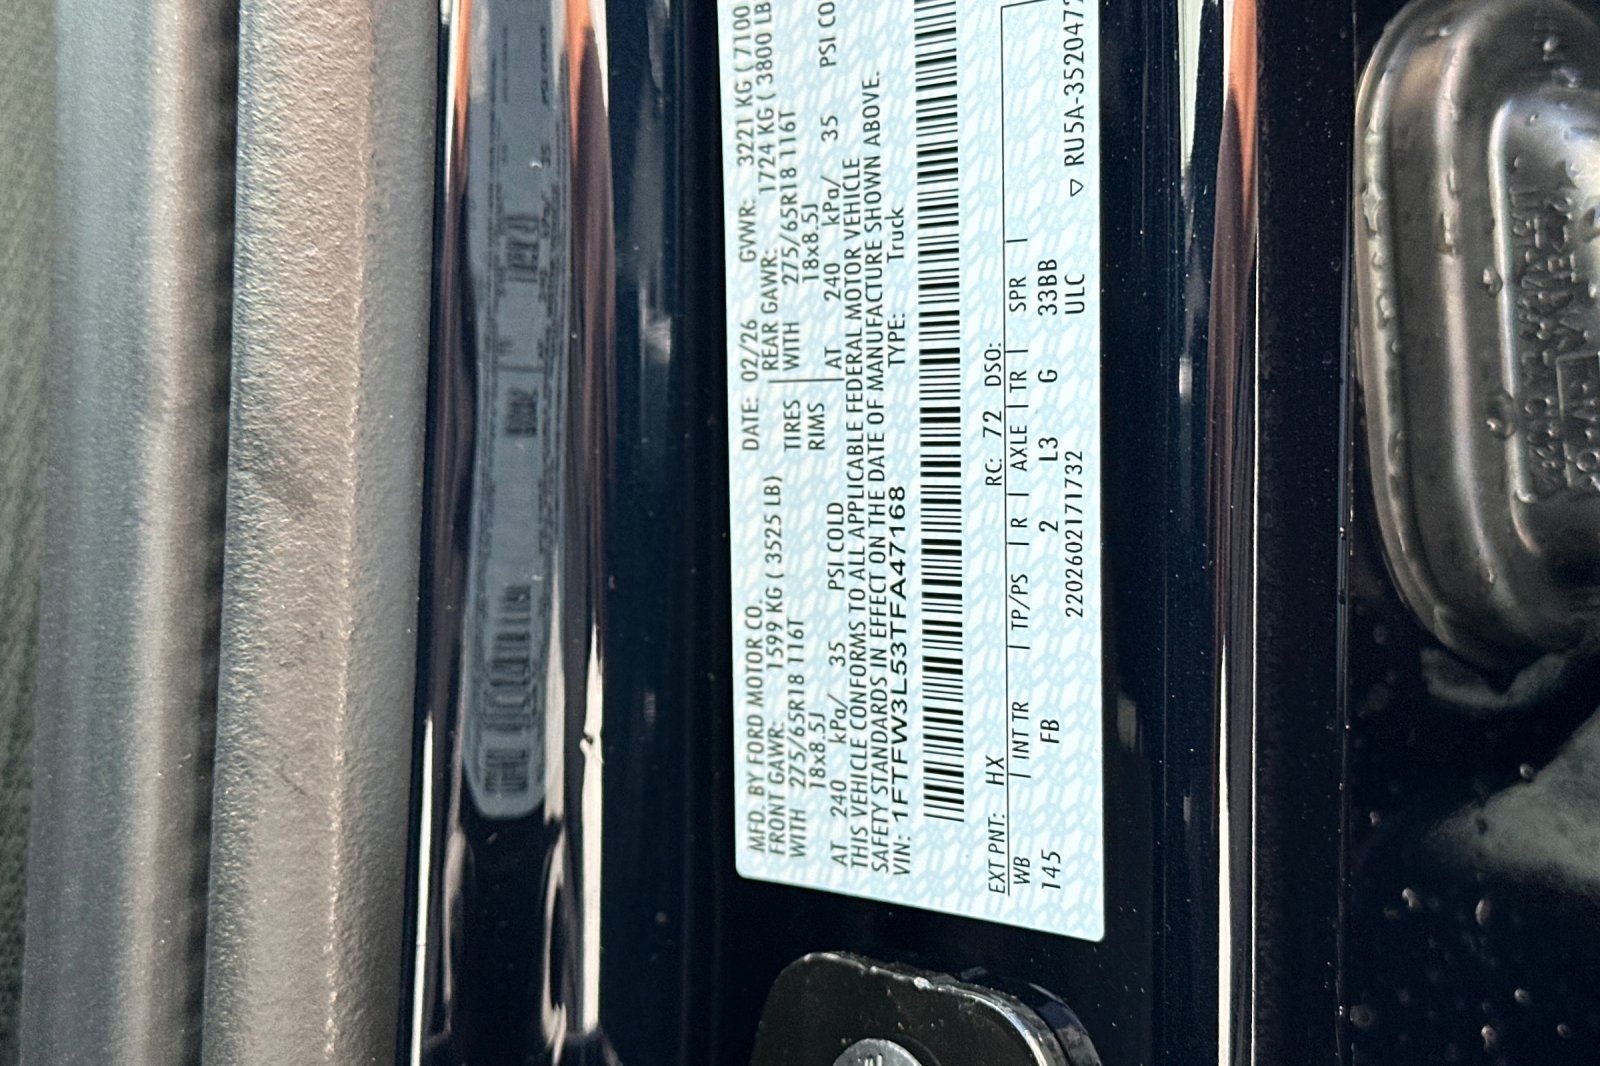 MFD. BY FORD MOTOR CO. DATE: 02/26 GVWR: 3221 KG (7100
FRONT GAWR: 1599 KG ( 3525 LB) REAR GAWR: 1724 KG ( 3800 LB
WITH 275/65R18 116T TIRES WITH 275/65R18 116T
18x8.5J RIMS 18x8.5J
AT 240 kPa/ 35 PSI COLD AT 240 kPa/ 35 PSI CO
THIS VEHICLE CONFORMS TO ALL APPLICABLE FEDERAL MOTOR VEHICLE
SAFETY STANDARDS IN EFFECT ON THE DATE OF MANUFACTURE SHOWN ABOVE.
VIN: 1FTFW3L53TFA47168 TYPE: Truck
EXT PNT: HX RC: 72 DSO:
WB | INT TR | TP/PS | R | AXLE | TR | SPR |
145 FB 2 L3 G 33BB
2202602171732 ULC ▽ RU5A-3520472